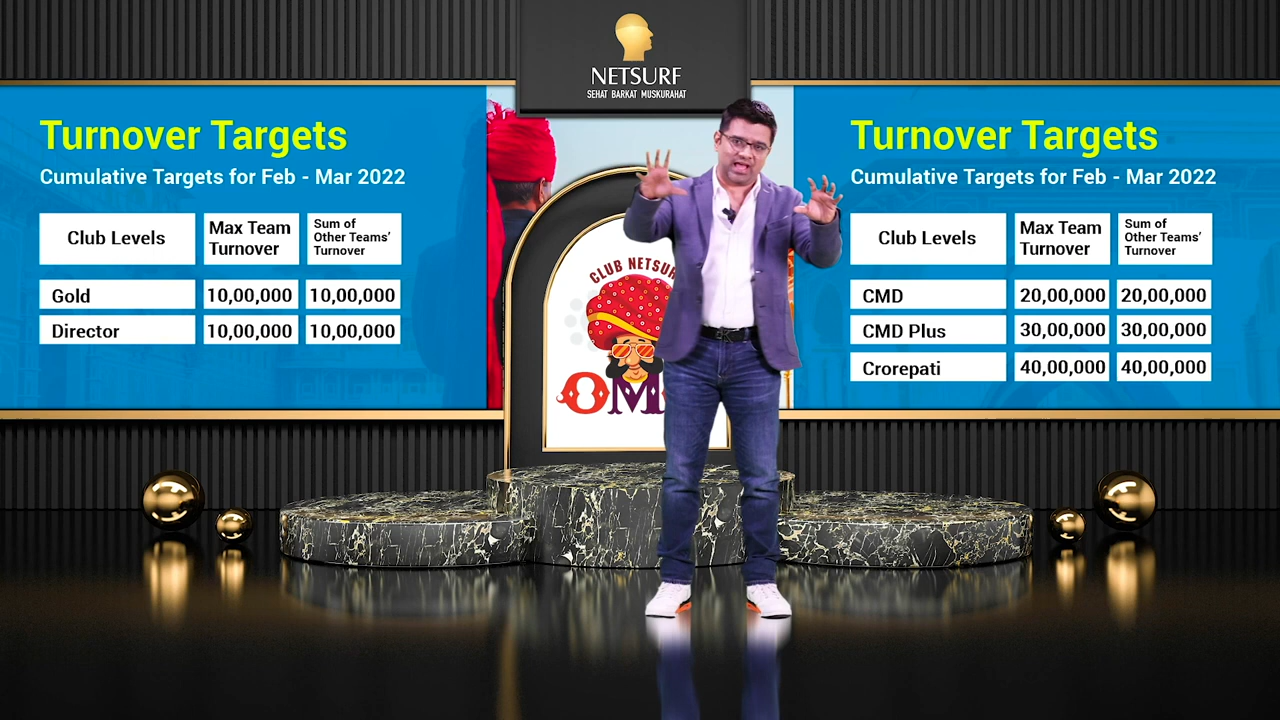 NETSURF
SEHAT BARKAT MUSKURAHAT
Turnover Targets
Cumulative Targets for Feb - Mar 2022
Club Levels
Max Team
Turnover
Sum of
Other Teams'
Turnover
Gold 10,00,000 10,00,000
Director 10,00,000 10,00,000
CLUB NETSUR
OM
Turnover Targets
Cumulative Targets for Feb - Mar 2022
Club Levels
Max Team
Turnover
Sum of
Other Teams'
Turnover
CMD 20,00,000 20,00,000
CMD Plus 30,00,000 30,00,000
Crorepati 40,00,000 40,00,000